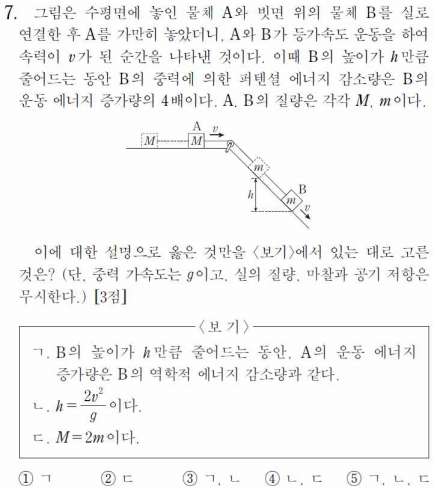 7. 그림은 수평면에 놓인 물체 A와 빗면 위의 물체 B를 실로
연결한 후 A를 가만히 놓았더니, A와 B가 등가속도 운동을 하여
속력이 v가 된 순간을 나타낸 것이다. 이때 B의 높이가 h만큼
줄어드는 동안 B의 중력에 의한 퍼텐셜 에너지 감소량은 B의
운동 에너지 증가량의 4배이다. A, B의 질량은 각각 M, m이다.
A v
M M
m
B
h m
v
이에 대한 설명으로 옳은 것만을 <보기>에서 있는 대로 고른
것은? (단, 중력 가속도는 g이고, 실의 질량, 마찰과 공기 저항은
무시한다.) [3점]
<보 기>
ㄱ. B의 높이가 h만큼 줄어드는 동안, A의 운동 에너지
증가량은 B의 역학적 에너지 감소량과 같다.
ㄴ. h = 2v²/g 이다.
ㄷ. M = 2m이다.
① ㄱ ② ㄷ ③ ㄱ, ㄴ ④ ㄴ, ㄷ ⑤ ㄱ, ㄴ, ㄷ